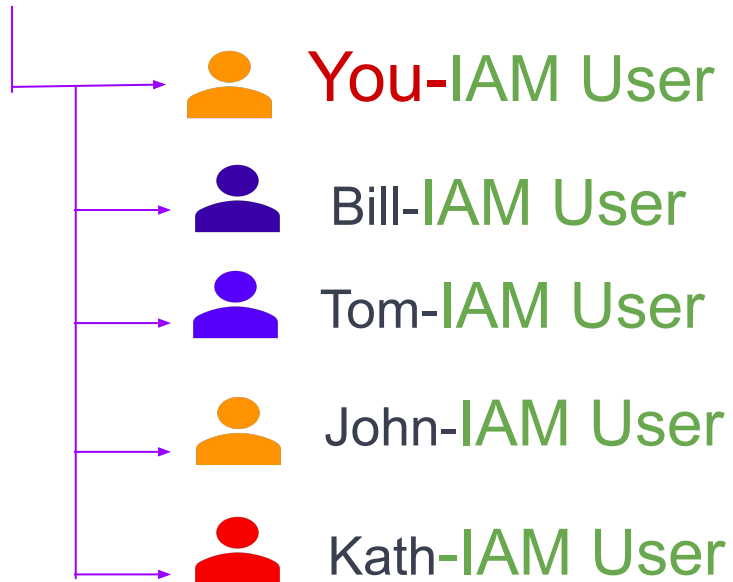 You-IAM User
Bill-IAM User
Tom-IAM User
John-IAM User
Kath-IAM User